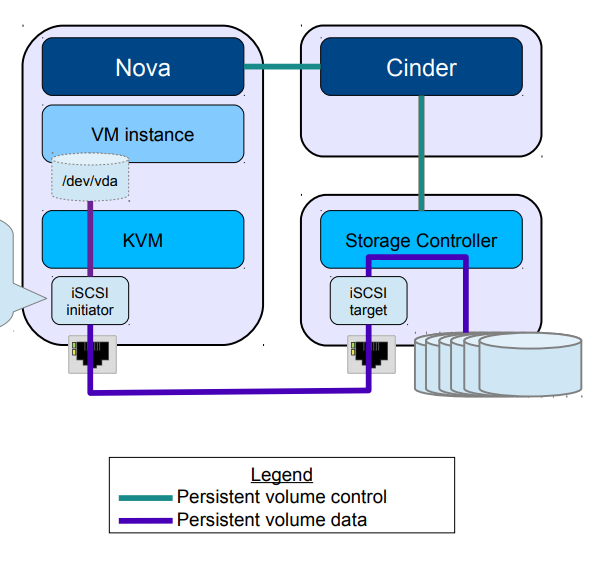 Nova
Cinder
VM instance
/dev/vda
KVM
Storage Controller
iSCSI
initiator
iSCSI
target
Legend
Persistent volume control
Persistent volume data